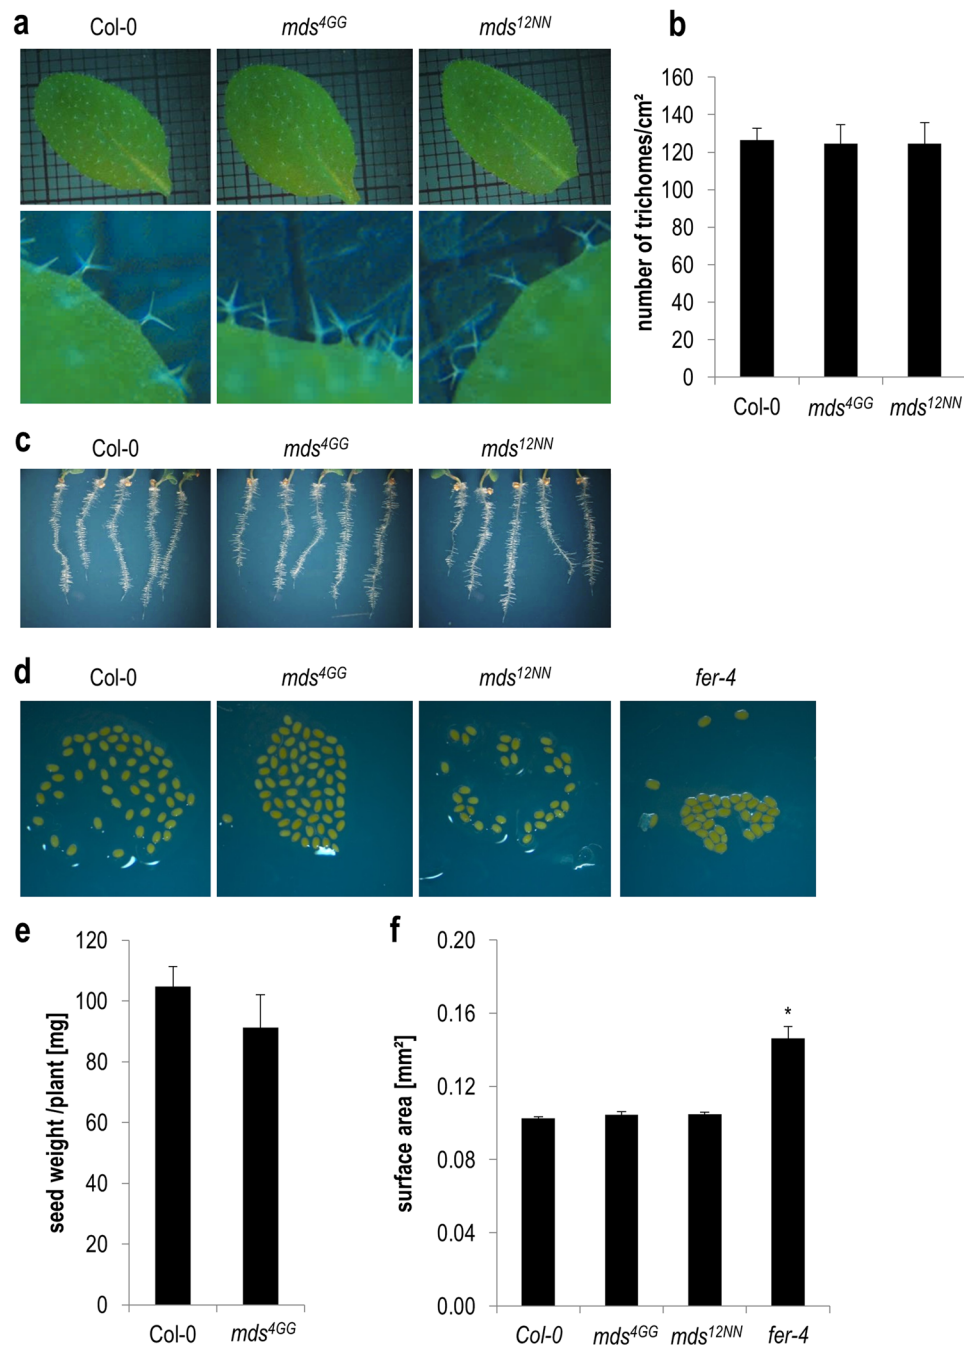 a
Col-0
mds4GG
mds12NN
b
number of trichomes/cm²
160
140
120
100
80
60
40
20
0
Col-0
mds4GG
mds12NN
c
Col-0
mds4GG
mds12NN
d
Col-0
mds4GG
mds12NN
fer-4
e
seed weight /plant [mg]
120
100
80
60
40
20
0
Col-0
mds4GG
f
surface area [mm²]
0.20
0.16
0.12
0.08
0.04
0.00
*
Col-0
mds4GG
mds12NN
fer-4